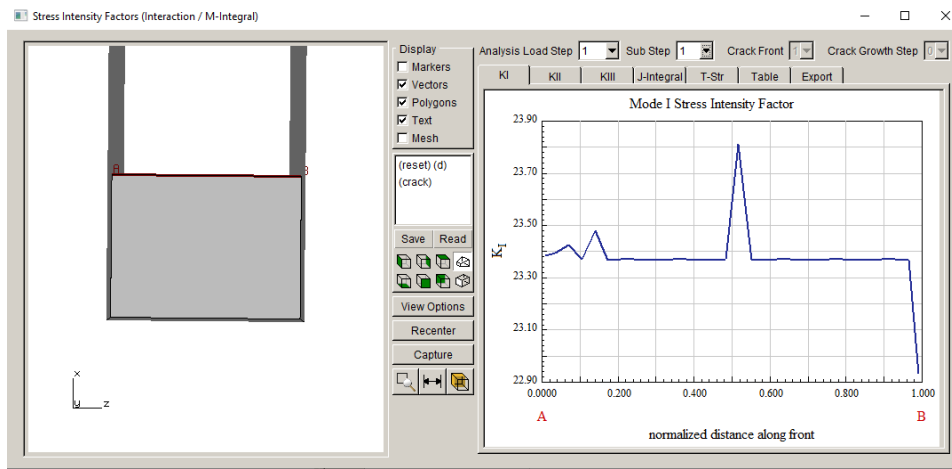 Stress Intensity Factors (Interaction / M-Integral)
Display
Markers
Vectors
Polygons
Text
Mesh
(reset) (d)
(crack)
Save Read
View Options
Recenter
Capture
A
B
x
y z
Analysis Load Step 1 Sub Step 1 Crack Front 1 Crack Growth Step 0
KI KII KIII J-Integral T-Str Table Export
Mode I Stress Intensity Factor
23.90
23.70
23.50
23.30
23.10
22.90
KI
0.0000 0.200 0.400 0.600 0.800 1.000
A B
normalized distance along front